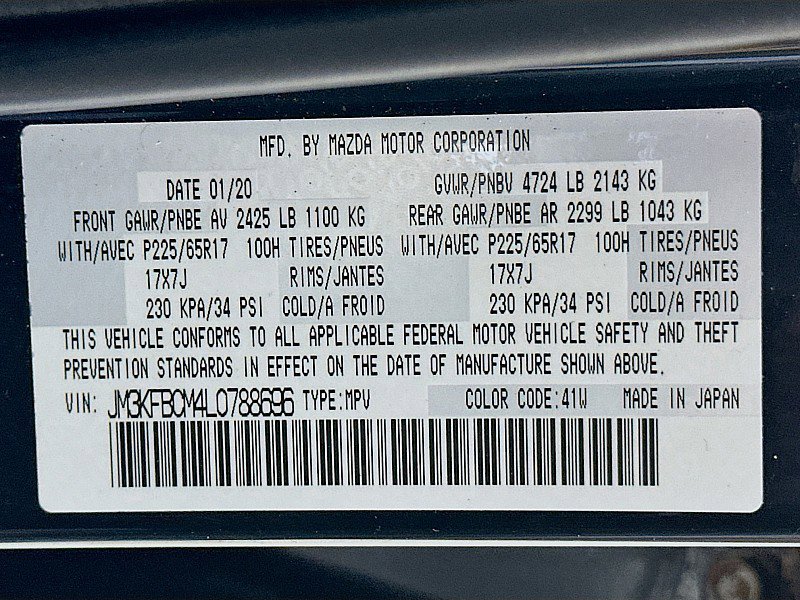 MFD. BY MAZDA MOTOR CORPORATION
DATE 01/20 GVWR/PNBV 4724 LB 2143 KG
FRONT GAWR/PNBE AV 2425 LB 1100 KG REAR GAWR/PNBE AR 2299 LB 1043 KG
WITH/AVEC P225/65R17 100H TIRES/PNEUS WITH/AVEC P225/65R17 100H TIRES/PNEUS
17X7J RIMS/JANTES 17X7J RIMS/JANTES
230 KPA/34 PSI COLD/A FROID 230 KPA/34 PSI COLD/A FROID
THIS VEHICLE CONFORMS TO ALL APPLICABLE FEDERAL MOTOR VEHICLE SAFETY AND THEFT
PREVENTION STANDARDS IN EFFECT ON THE DATE OF MANUFACTURE SHOWN ABOVE.
VIN: JM3KFBCM4L0788696 TYPE:MPV COLOR CODE:41W MADE IN JAPAN